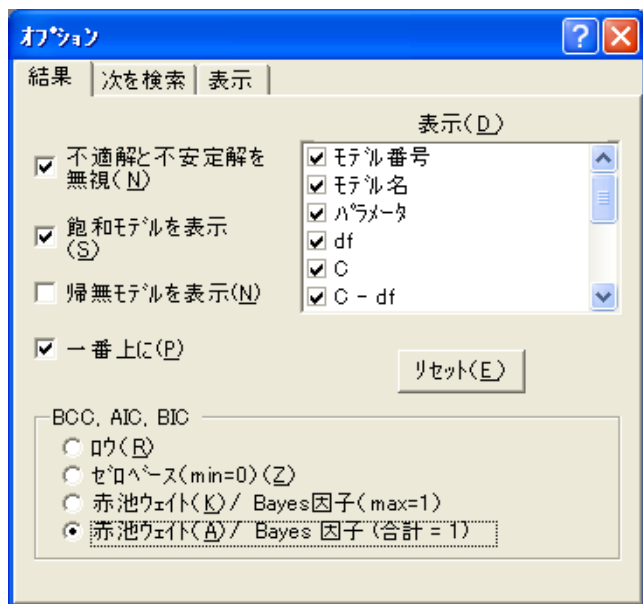 ｵﾌﾟｼｮﾝ
結果
次を検索
表示
表示(D)
不適解と不安定解を
無視(N)
飽和ﾓﾃﾞﾙを表示
(S)
帰無ﾓﾃﾞﾙを表示(N)
一番上に(P)
ﾓﾃﾞﾙ番号
ﾓﾃﾞﾙ名
ﾊﾟﾗﾒｰﾀ
df
C
C - df
ﾘｾｯﾄ(E)
BCC, AIC, BIC
ﾛｳ(R)
ｾﾞﾛﾍﾞｰｽ(min=0) (Z)
赤池ｳｪｲﾄ(K) / Bayes因子(max=1)
赤池ｳｪｲﾄ(A) / Bayes 因子 (合計 = 1)